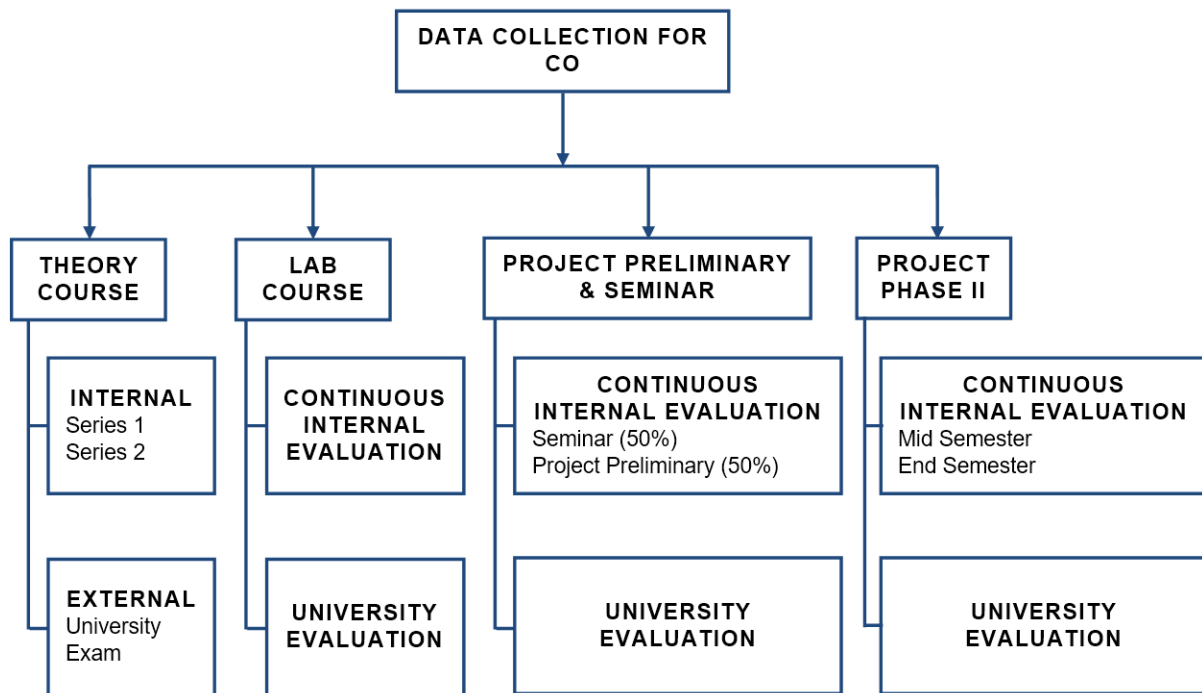 DATA COLLECTION FOR
CO
THEORY
COURSE
INTERNAL
Series 1
Series 2
EXTERNAL
University
Exam
LAB
COURSE
CONTINUOUS
INTERNAL
EVALUATION
UNIVERSITY
EVALUATION
PROJECT PRELIMINARY
& SEMINAR
CONTINUOUS
INTERNAL EVALUATION
Seminar (50%)
Project Preliminary (50%)
UNIVERSITY
EVALUATION
PROJECT
PHASE II
CONTINUOUS
INTERNAL EVALUATION
Mid Semester
End Semester
UNIVERSITY
EVALUATION